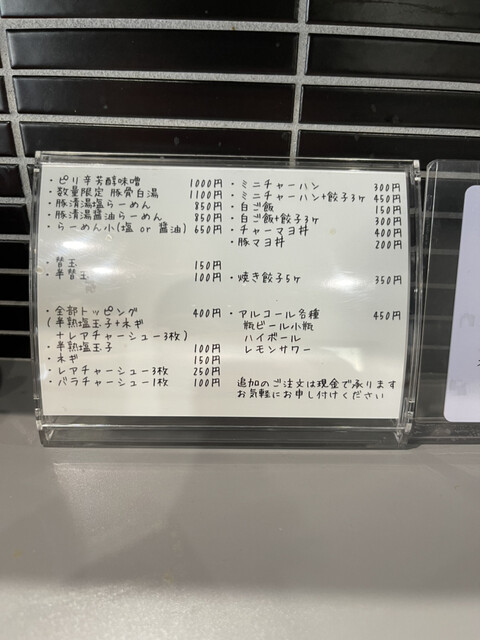 ・ピリ辛芳醇味噌 1000円
・数量限定 豚骨白湯 1100円
・豚清湯塩らーめん 850円
・豚清湯醤油らーめん 850円
・らーめん小(塩 or 醤油) 650円
・替玉 150円
・半替玉 100円
・全部トッピング 400円
(半熟塩玉子+ネギ
+レアチャーシュー3枚)
・半熟塩玉子 100円
・ネギ 150円
・レアチャーシュー3枚 250円
・バラチャーシュー1枚 100円
・ミニチャーハン 300円
・ミニチャーハン+餃子3ヶ 450円
・白ご飯 150円
・白ご飯+餃子3ヶ 300円
・チャーマヨ丼 400円
・豚マヨ丼 200円
・焼き餃子5ヶ 350円
・アルコール各種 450円
瓶ビール小瓶
ハイボール
レモンサワー
追加のご注文は現金で承ります
お気軽にお申し付けください